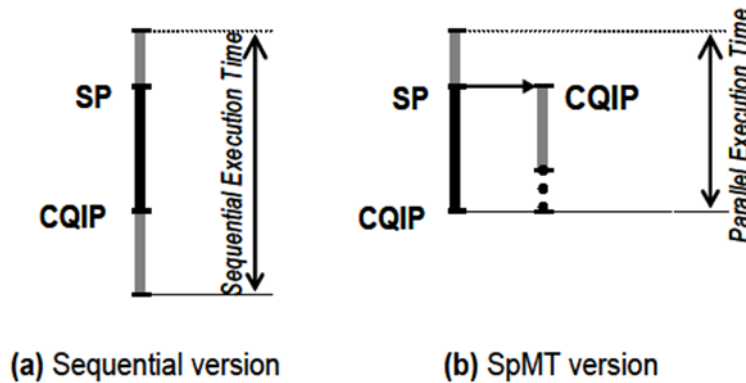 SP
CQIP
Sequential Execution Time
SP
CQIP
CQIP
Parallel Execution Time
(a) Sequential version
(b) SpMT version